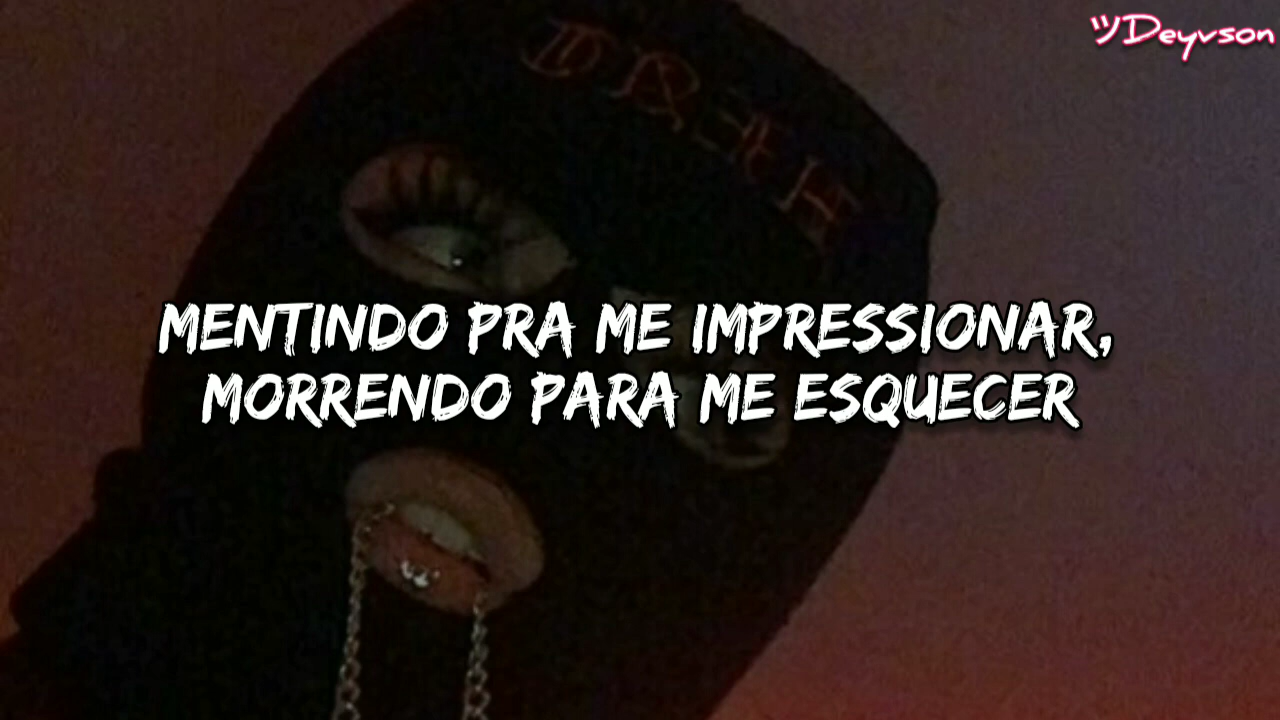 ツDeyvson
MENTINDO PRA ME IMPRESSIONAR,
MORRENDO PARA ME ESQUECER